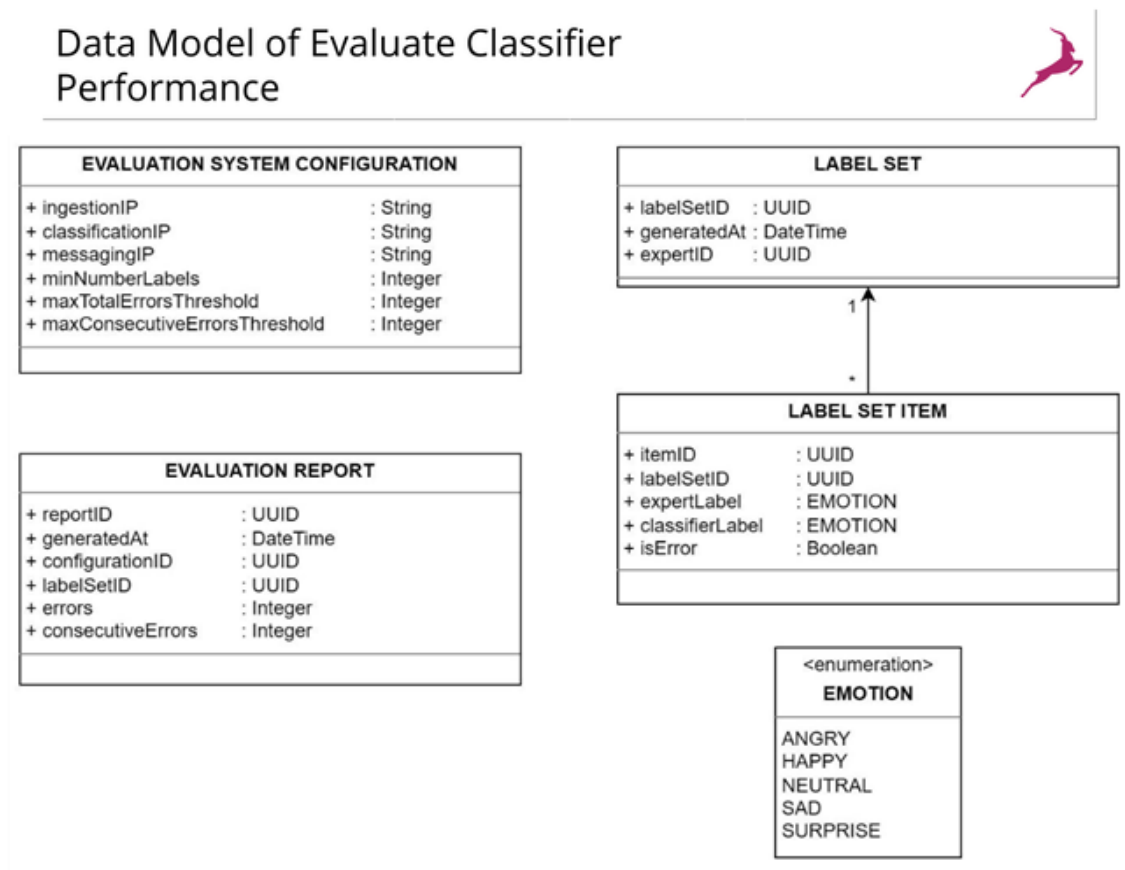 Data Model of Evaluate Classifier
Performance
EVALUATION SYSTEM CONFIGURATION
+ ingestionIP : String
+ classificationIP : String
+ messagingIP : String
+ minNumberLabels : Integer
+ maxTotalErrorsThreshold : Integer
+ maxConsecutiveErrorsThreshold : Integer
EVALUATION REPORT
+ reportID : UUID
+ generatedAt : DateTime
+ configurationID : UUID
+ labelSetID : UUID
+ errors : Integer
+ consecutiveErrors : Integer
LABEL SET
+ labelSetID : UUID
+ generatedAt : DateTime
+ expertID : UUID
1
*
LABEL SET ITEM
+ itemID : UUID
+ labelSetID : UUID
+ expertLabel : EMOTION
+ classifierLabel : EMOTION
+ isError : Boolean
<enumeration>
EMOTION
ANGRY
HAPPY
NEUTRAL
SAD
SURPRISE